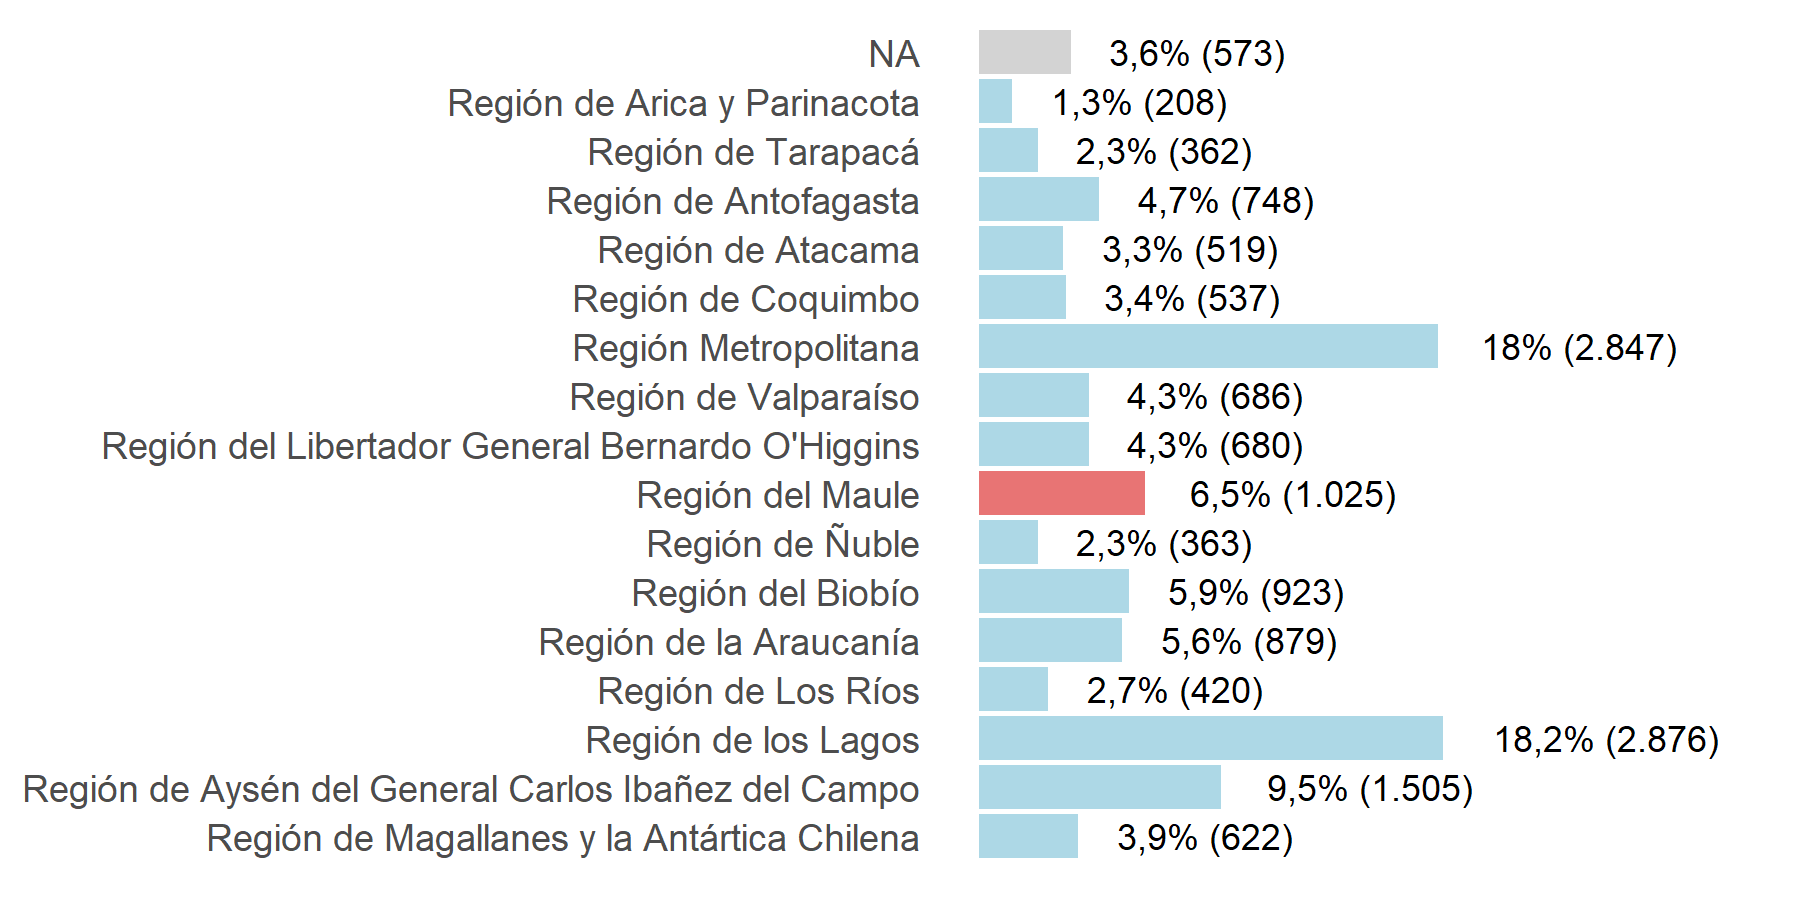 NA 3,6% (573)
Región de Arica y Parinacota 1,3% (208)
Región de Tarapacá 2,3% (362)
Región de Antofagasta 4,7% (748)
Región de Atacama 3,3% (519)
Región de Coquimbo 3,4% (537)
Región Metropolitana 18% (2.847)
Región de Valparaíso 4,3% (686)
Región del Libertador General Bernardo O'Higgins 4,3% (680)
Región del Maule 6,5% (1.025)
Región de Ñuble 2,3% (363)
Región del Biobío 5,9% (923)
Región de la Araucanía 5,6% (879)
Región de Los Ríos 2,7% (420)
Región de los Lagos 18,2% (2.876)
Región de Aysén del General Carlos Ibañez del Campo 9,5% (1.505)
Región de Magallanes y la Antártica Chilena 3,9% (622)